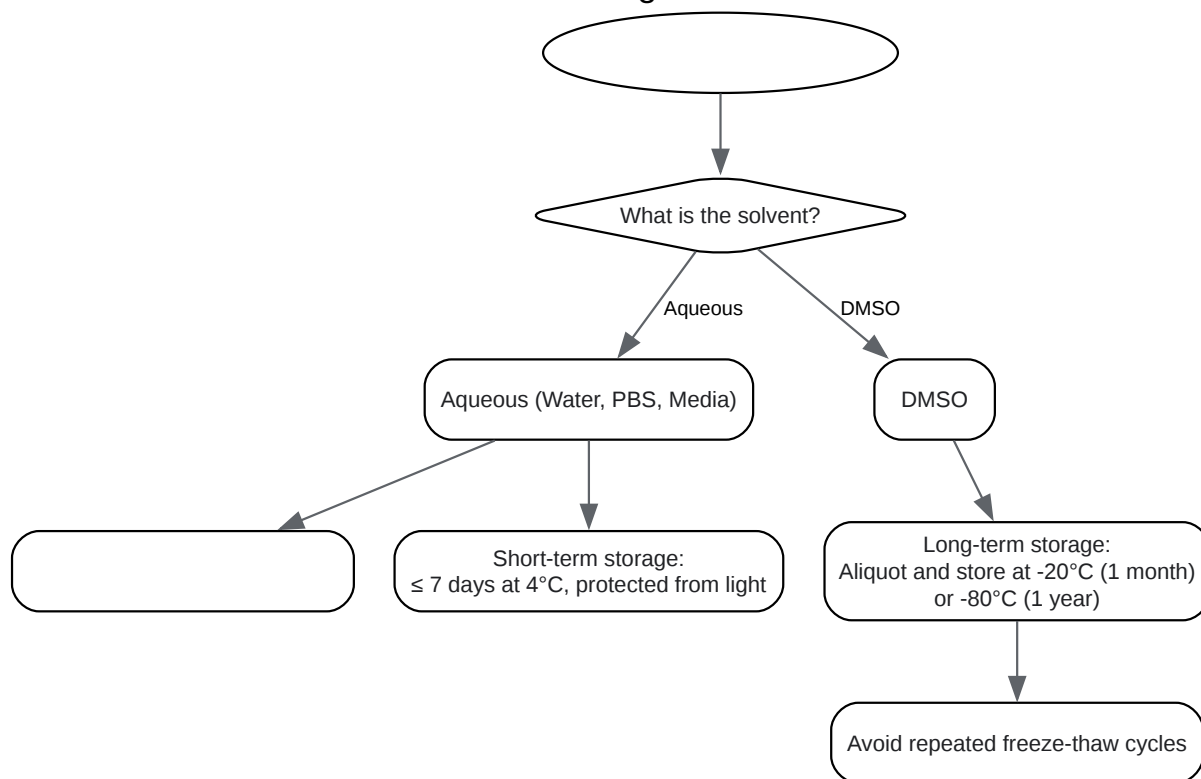 What is the solvent?
Aqueous
DMSO
Aqueous (Water, PBS, Media)
DMSO
Short-term storage:
≤ 7 days at 4°C, protected from light
Long-term storage:
Aliquot and store at -20°C (1 month)
or -80°C (1 year)
Avoid repeated freeze-thaw cycles